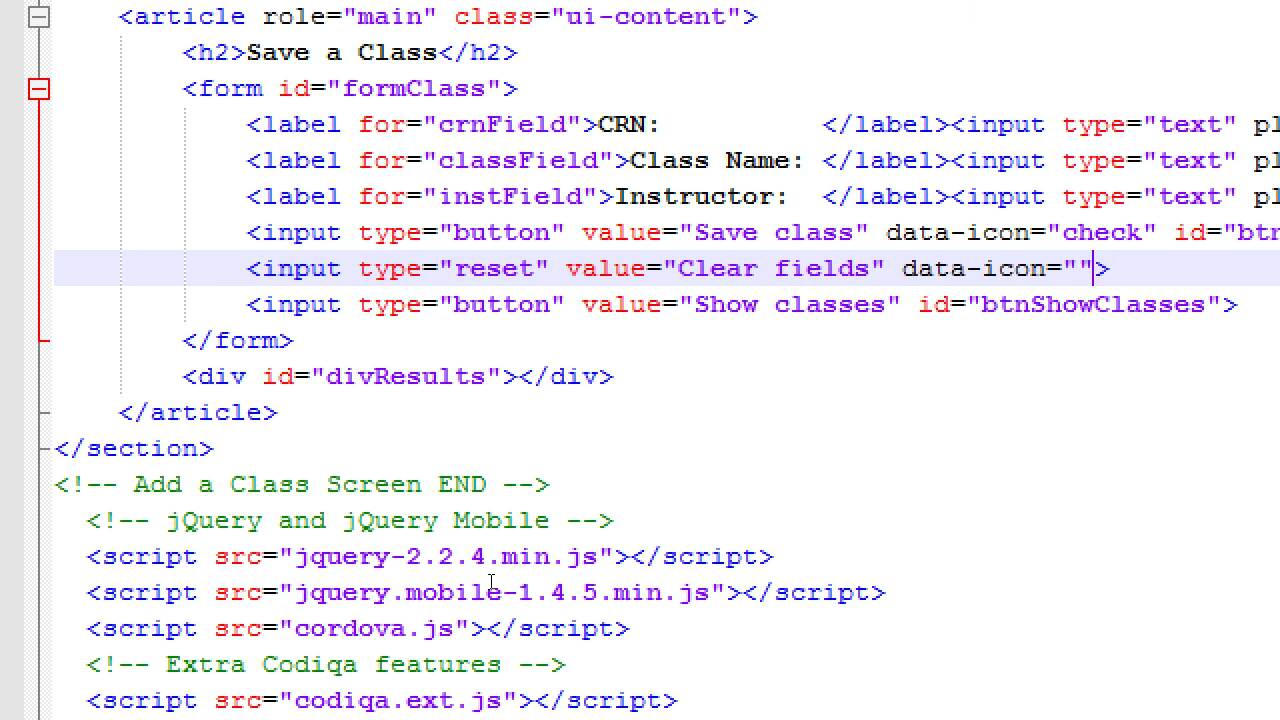 <article role="main" class="ui-content">
<h2>Save a Class</h2>
<form id="formClass">
<label for="crnField">CRN:          </label><input type="text" pl
<label for="classField">Class Name: </label><input type="text" pl
<label for="instField">Instructor:  </label><input type="text" pl
<input type="button" value="Save class" data-icon="check" id="btn
<input type="reset" value="Clear fields" data-icon="">
<input type="button" value="Show classes" id="btnShowClasses">
</form>
<div id="divResults"></div>
</article>
</section>
<!-- Add a Class Screen END -->
<!-- jQuery and jQuery Mobile -->
<script src="jquery-2.2.4.min.js"></script>
<script src="jquery.mobile-1.4.5.min.js"></script>
<script src="cordova.js"></script>
<!-- Extra Codiqa features -->
<script src="codiqa.ext.js"></script>